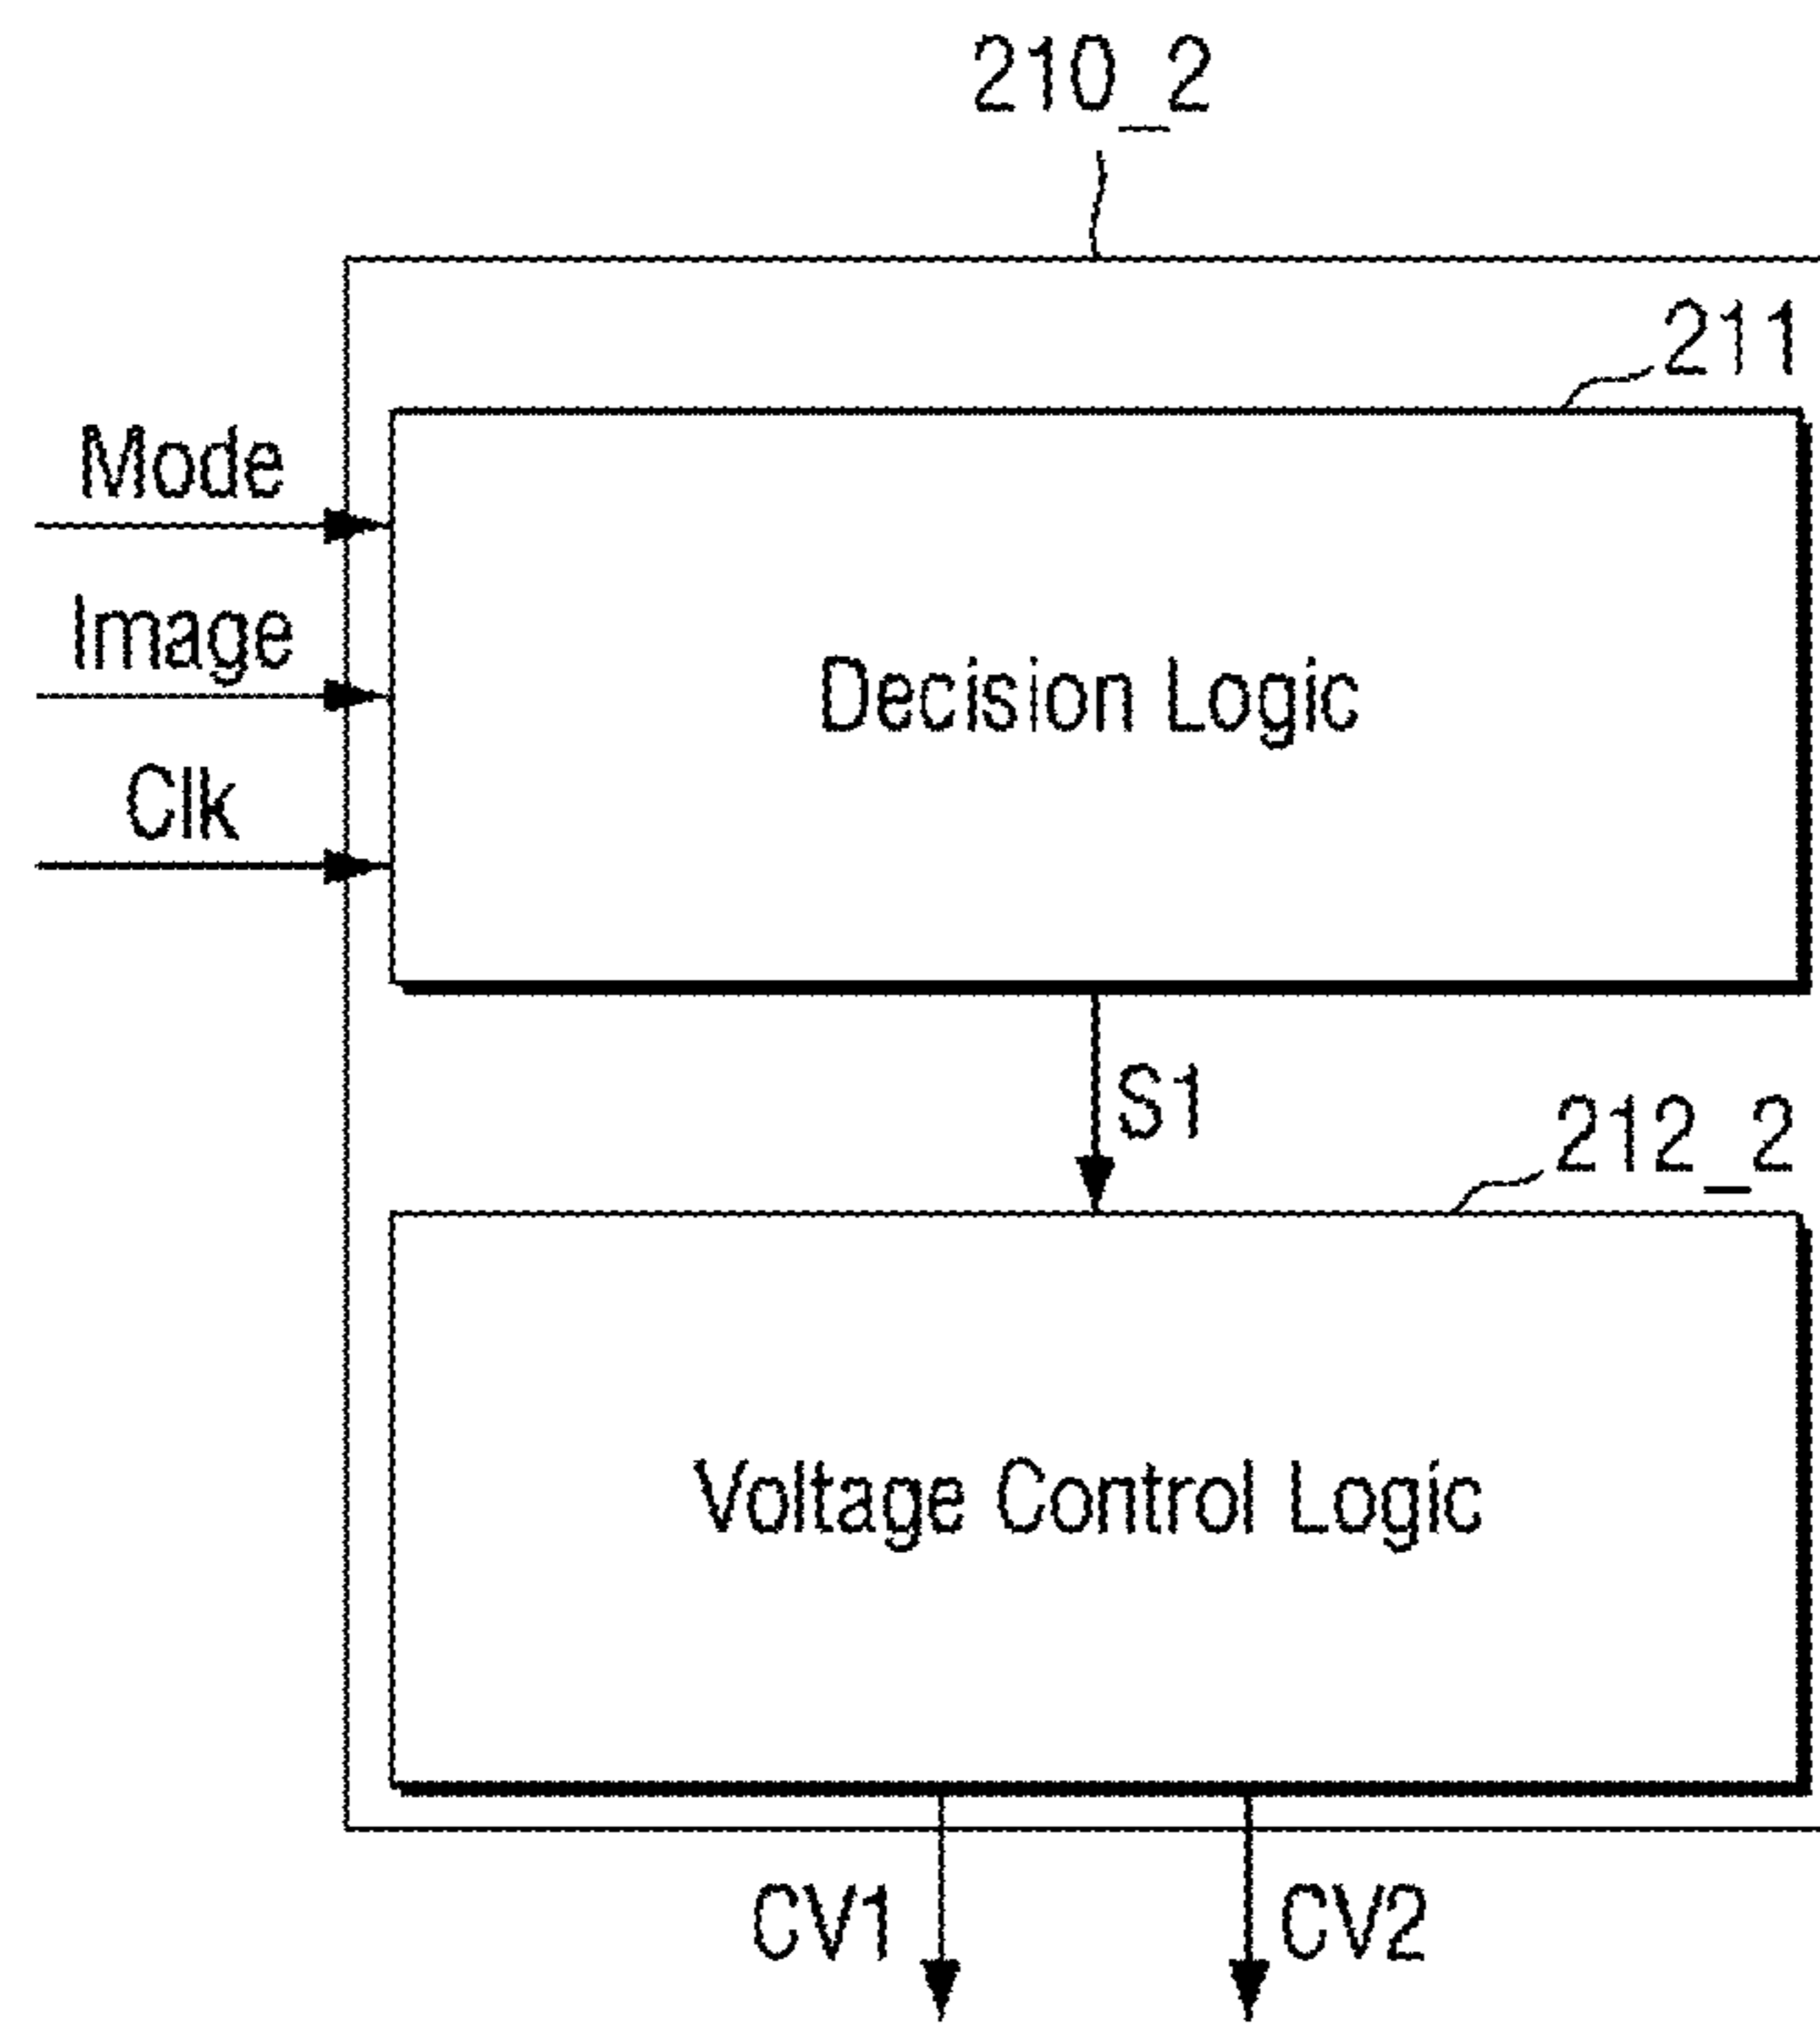 210_2
211
Mode
Image
Clk
Decision Logic
S1
212_2
Voltage Control Logic
CV1
CV2